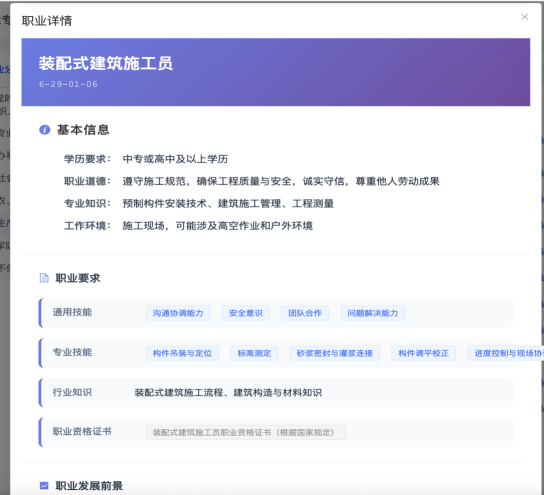 职业详情
装配式建筑施工员
6-29-01-06
基本信息
学历要求： 中专或高中及以上学历
职业道德： 遵守施工规范，确保工程质量与安全，诚实守信，尊重他人劳动成果
专业知识： 预制构件安装技术、建筑施工管理、工程测量
工作环境： 施工现场，可能涉及高空作业和户外环境
职业要求
通用技能 沟通协调能力 安全意识 团队合作 问题解决能力
专业技能 构件吊装与定位 标高测定 砂浆密封与灌浆连接 构件调平校正 进度控制与现场协
行业知识 装配式建筑施工流程、建筑构造与材料知识
职业资格证书 装配式建筑施工员职业资格证书（根据国家规定）
职业发展前景